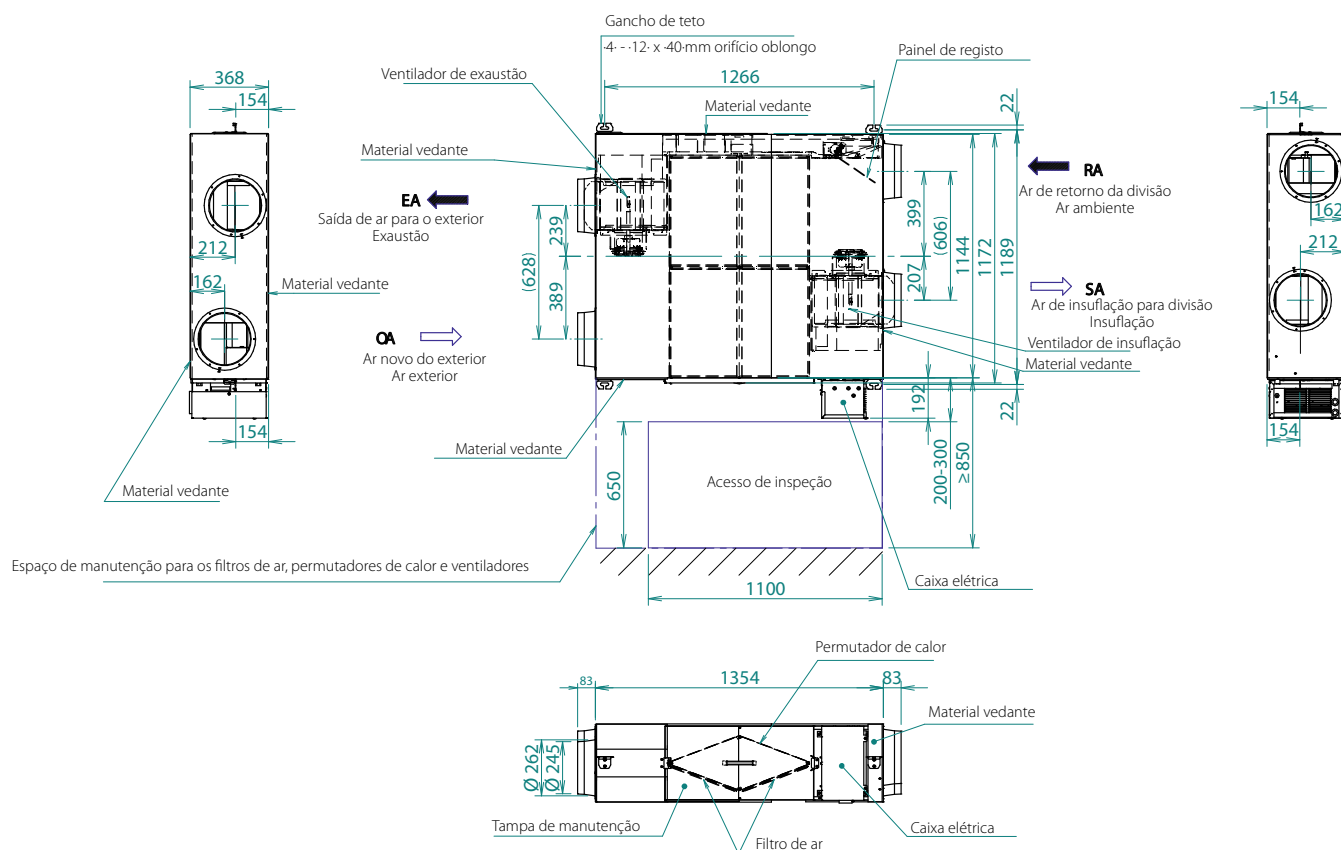 Gancho de teto
4 - 12 x 40 mm orifício oblongo
Painel de registo
Ventilador de exaustão
368
154
1266
Material vedante
22
154
Material vedante
RA
Ar de retorno da divisão
Ar ambiente
EA
Saída de ar para o exterior
Exaustão
239
399
(606)
1144
1172
1189
162
212
212
162
Material vedante
(628)
389
207
SA
Ar de insuflação para divisão
Insuflação
OA
Ar novo do exterior
Ar exterior
Ventilador de insuflação
Material vedante
192
22
154
154
Material vedante
650
Acesso de inspeção
200-300
≥850
Material vedante
Espaço de manutenção para os filtros de ar, permutadores de calor e ventiladores
1100
Caixa elétrica
Permutador de calor
83
1354
83
Material vedante
Ø 262
Ø 245
Tampa de manutenção
Filtro de ar
Caixa elétrica